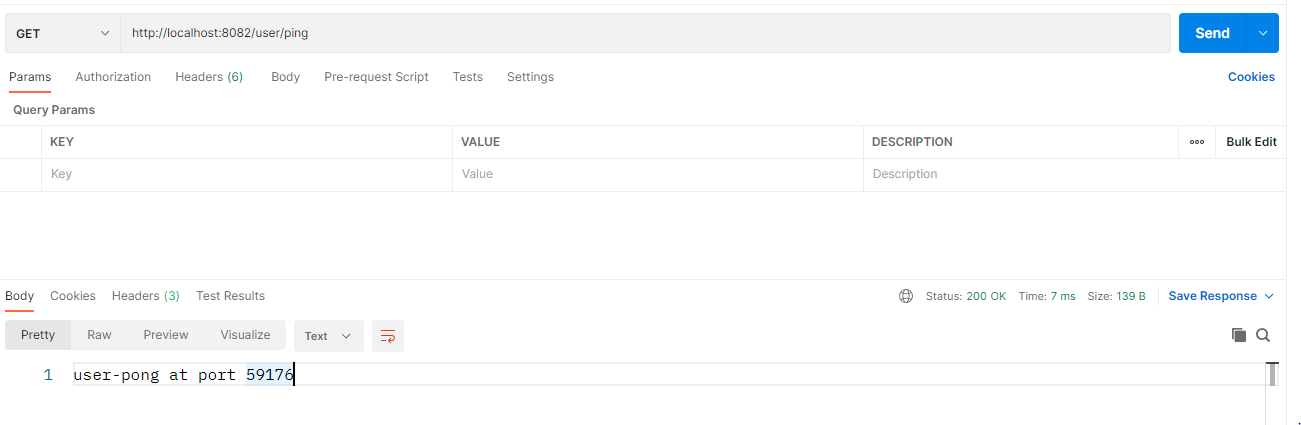 GET http://localhost:8082/user/ping Send
Params Authorization Headers (6) Body Pre-request Script Tests Settings Cookies
Query Params
KEY VALUE DESCRIPTION ooo Bulk Edit
Key Value Description
Body Cookies Headers (3) Test Results Status: 200 OK Time: 7 ms Size: 139 B Save Response
Pretty Raw Preview Visualize Text
1 user-pong at port 59176